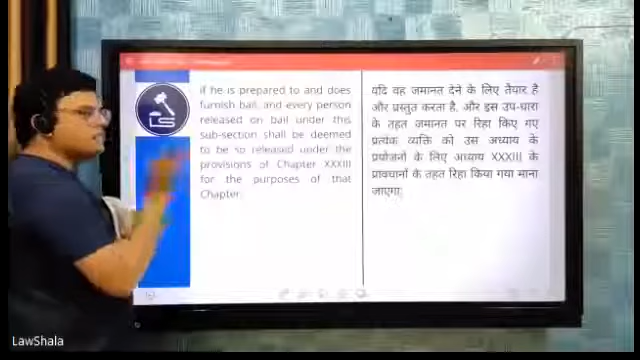 if he is prepared to and does
furnish bail, and every person
released on bail under this
sub-section shall be deemed
to be so released under the
provisions of Chapter XXXIII
for the purposes of that
Chapter;
यदि वह जमानत देने के लिए तैयार है
और प्रस्तुत करता है, और इस उप-धारा
के तहत जमानत पर रिहा किए गए
प्रत्येक व्यक्ति को उस अध्याय के
प्रयोजनों के लिए अध्याय XXXIII के
प्रावधानों के तहत रिहा किया गया माना
जाएगा;
LS
LawShala